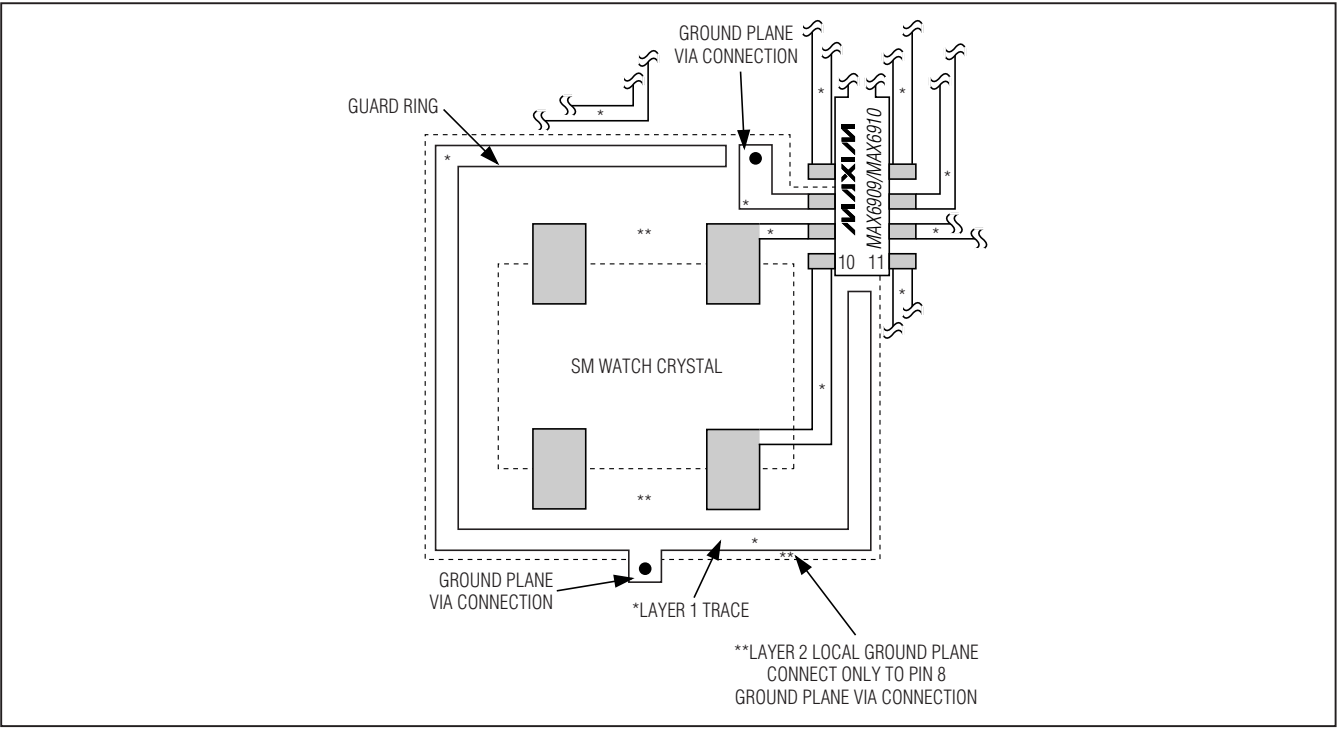 GROUND PLANE
VIA CONNECTION
GUARD RING
*
*
*
*
*
*
*
*
*
*
MAXIM
MAX6909/MAX6910
10 11
**
SM WATCH CRYSTAL
*
**
*
**
GROUND PLANE
VIA CONNECTION
*LAYER 1 TRACE
**LAYER 2 LOCAL GROUND PLANE
CONNECT ONLY TO PIN 8
GROUND PLANE VIA CONNECTION